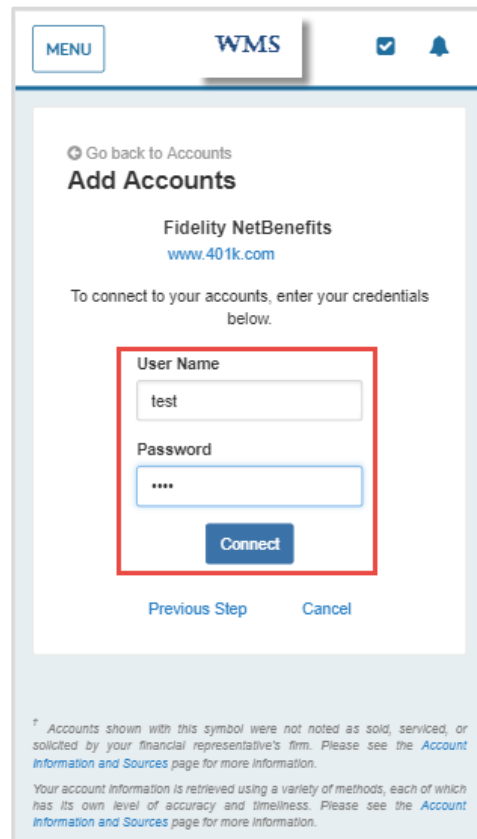 MENU
WMS
Go back to Accounts
Add Accounts
Fidelity NetBenefits
www.401k.com
To connect to your accounts, enter your credentials
below.
User Name
test
Password
••••
Connect
Previous Step Cancel
† Accounts shown with this symbol were not noted as sold, serviced, or
solicited by your financial representative's firm. Please see the Account
Information and Sources page for more information.
Your account information is retrieved using a variety of methods, each of which
has its own level of accuracy and timeliness. Please see the Account
Information and Sources page for more information.